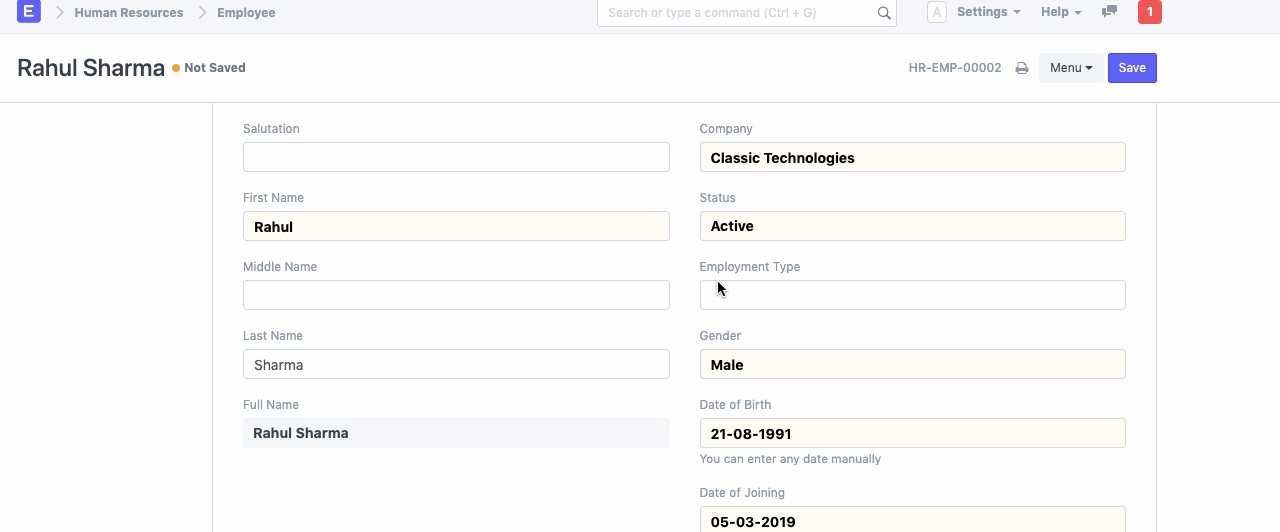 E Human Resources Employee Search or type a command (Ctrl + G) A Settings Help 1
Rahul Sharma Not Saved HR-EMP-00002 Menu Save
Salutation
Company
Classic Technologies
First Name
Rahul
Status
Active
Middle Name
Employment Type
Last Name
Sharma
Gender
Male
Full Name
Rahul Sharma
Date of Birth
21-08-1991
You can enter any date manually
Date of Joining
05-03-2019